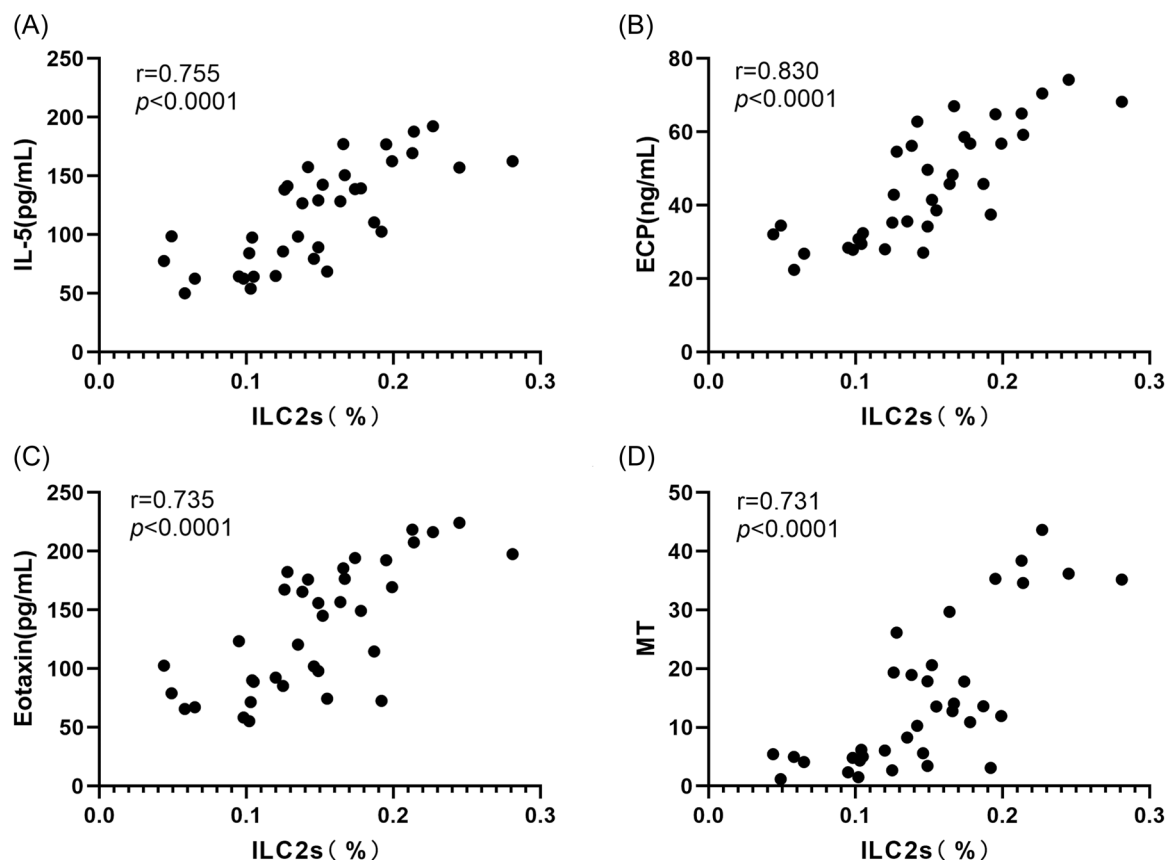 (A)
r=0.755
p<0.0001
IL-5(pg/mL)
250
200
150
100
50
0
0.0 0.1 0.2 0.3
ILC2s（ %）
(B)
r=0.830
p<0.0001
ECP(ng/mL)
80
60
40
20
0
0.0 0.1 0.2 0.3
ILC2s（ %）
(C)
r=0.735
p<0.0001
Eotaxin(pg/mL)
250
200
150
100
50
0
0.0 0.1 0.2 0.3
ILC2s（ %）
(D)
r=0.731
p<0.0001
MT
50
40
30
20
10
0
0.0 0.1 0.2 0.3
ILC2s（ %）